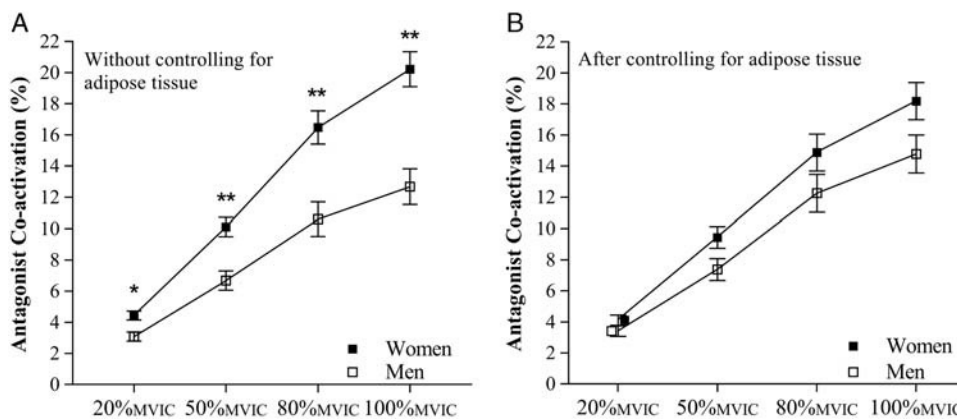 A
Antagonist Co-activation (%)
22
20
18
16
14
12
10
8
6
4
2
0
Without controlling for
adipose tissue
*
**
**
**
Women
Men
20%MVIC 50%MVIC 80%MVIC 100%MVIC
B
Antagonist Co-activation (%)
22
20
18
16
14
12
10
8
6
4
2
0
After controlling for adipose tissue
Women
Men
20%MVIC 50%MVIC 80%MVIC 100%MVIC